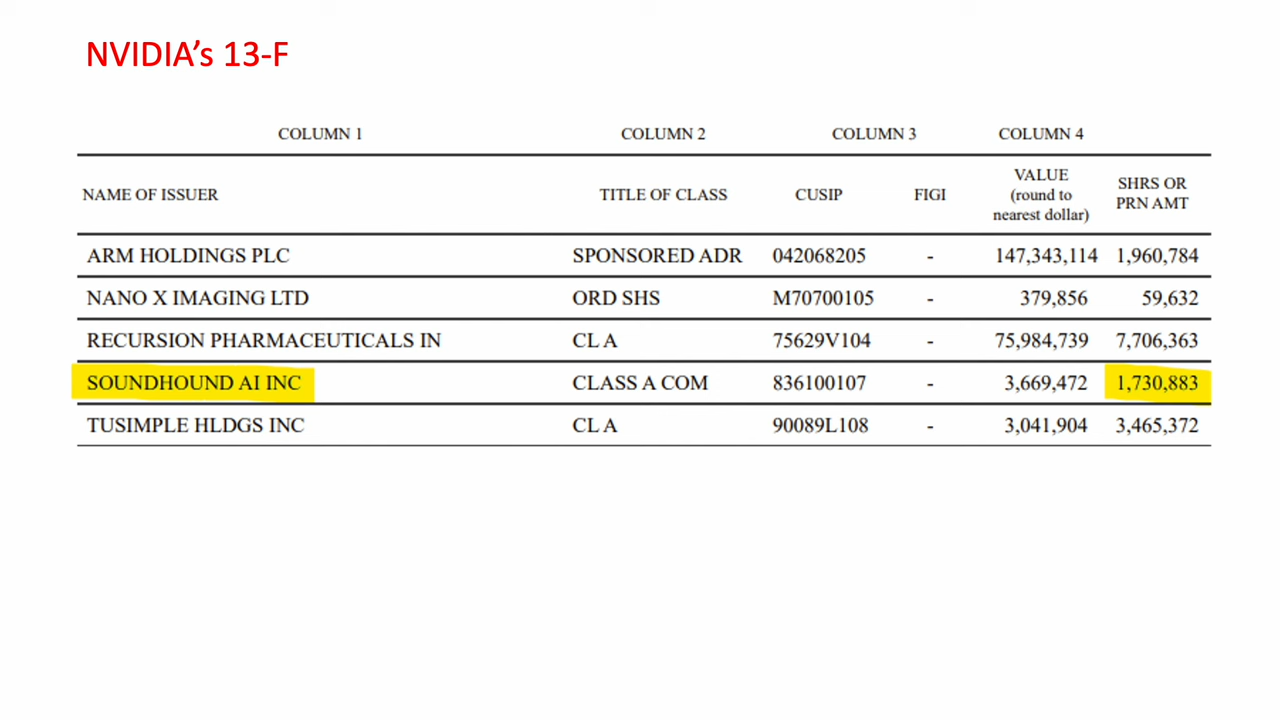 NVIDIA’s 13-F
COLUMN 1 COLUMN 2 COLUMN 3 COLUMN 4
NAME OF ISSUER TITLE OF CLASS CUSIP FIGI VALUE (round to nearest dollar) SHRS OR PRN AMT
ARM HOLDINGS PLC SPONSORED ADR 042068205 - 147,343,114 1,960,784
NANO X IMAGING LTD ORD SHS M70700105 - 379,856 59,632
RECURSION PHARMACEUTICALS IN CL A 75629V104 - 75,984,739 7,706,363
SOUNDHOUND AI INC CLASS A COM 836100107 - 3,669,472 1,730,883
TUSIMPLE HLDGS INC CL A 90089L108 - 3,041,904 3,465,372